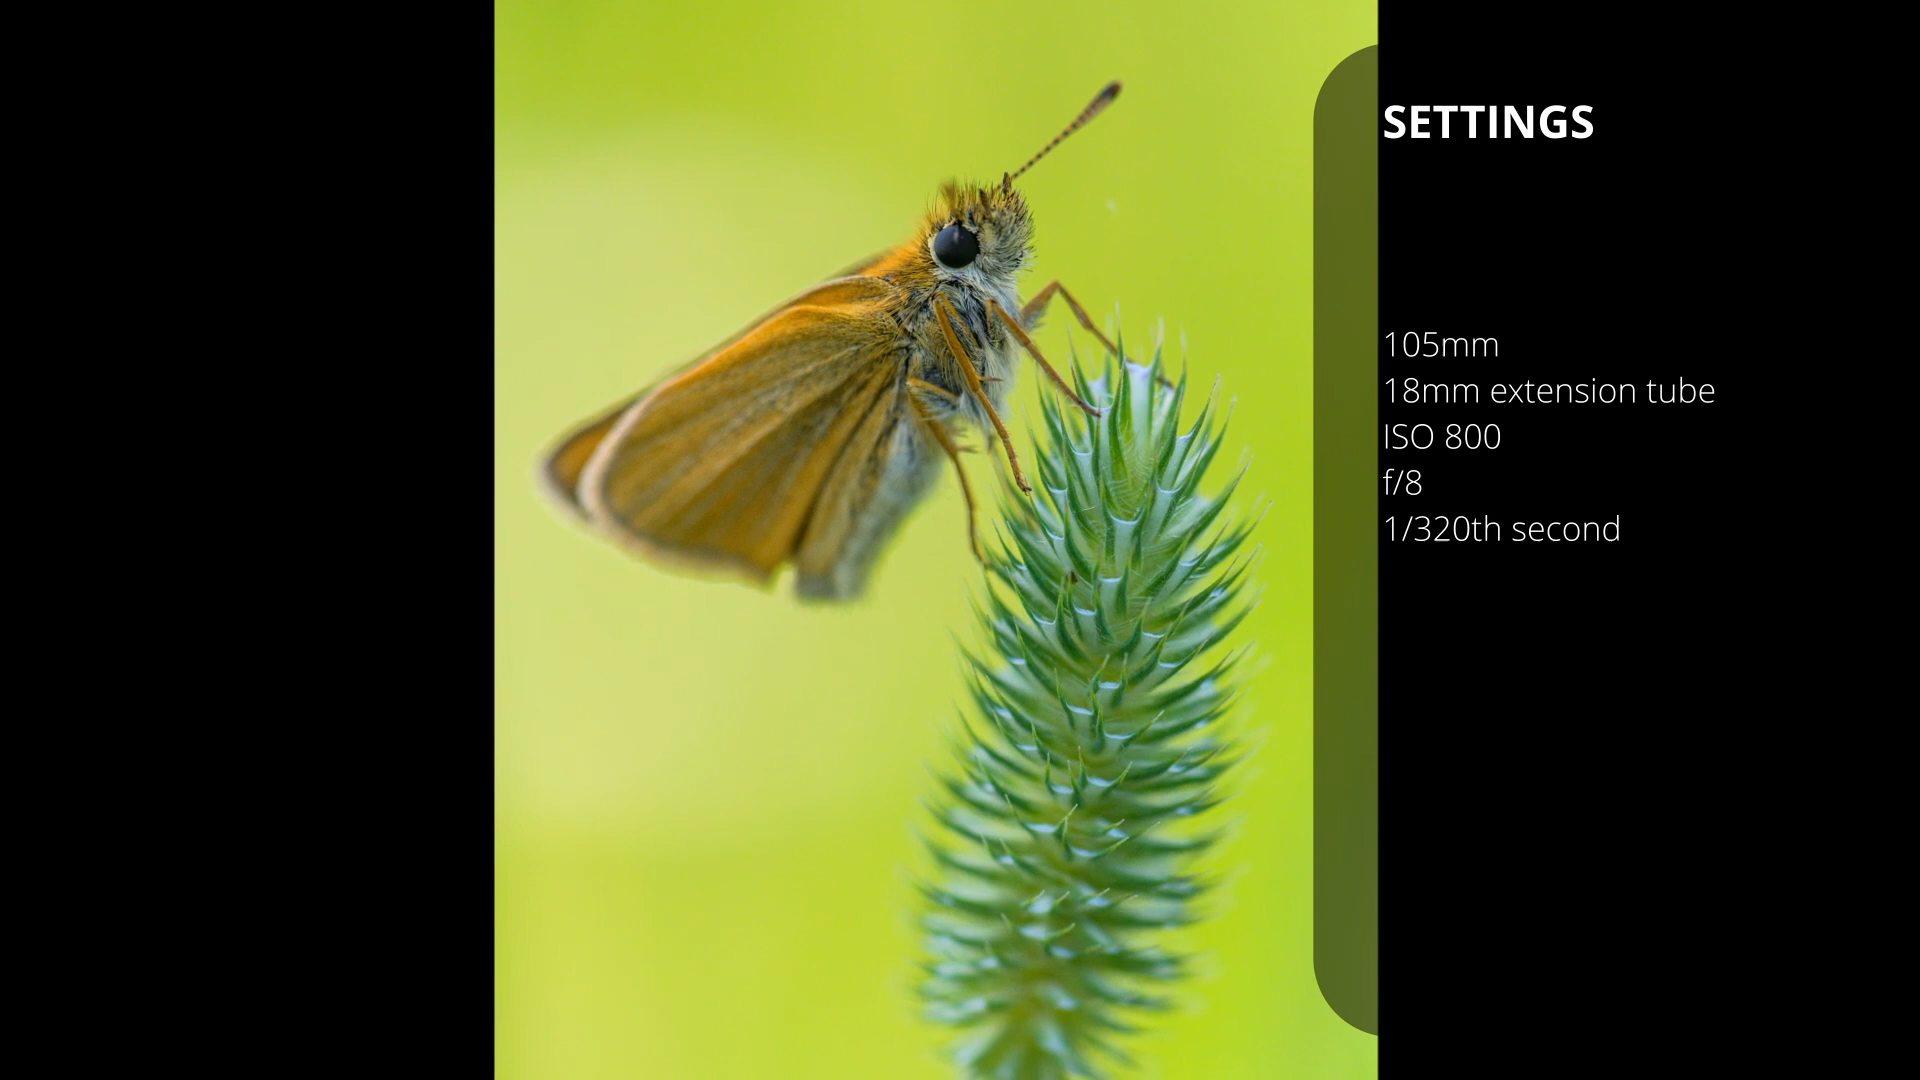 SETTINGS
105mm
18mm extension tube
ISO 800
f/8
1/320th second